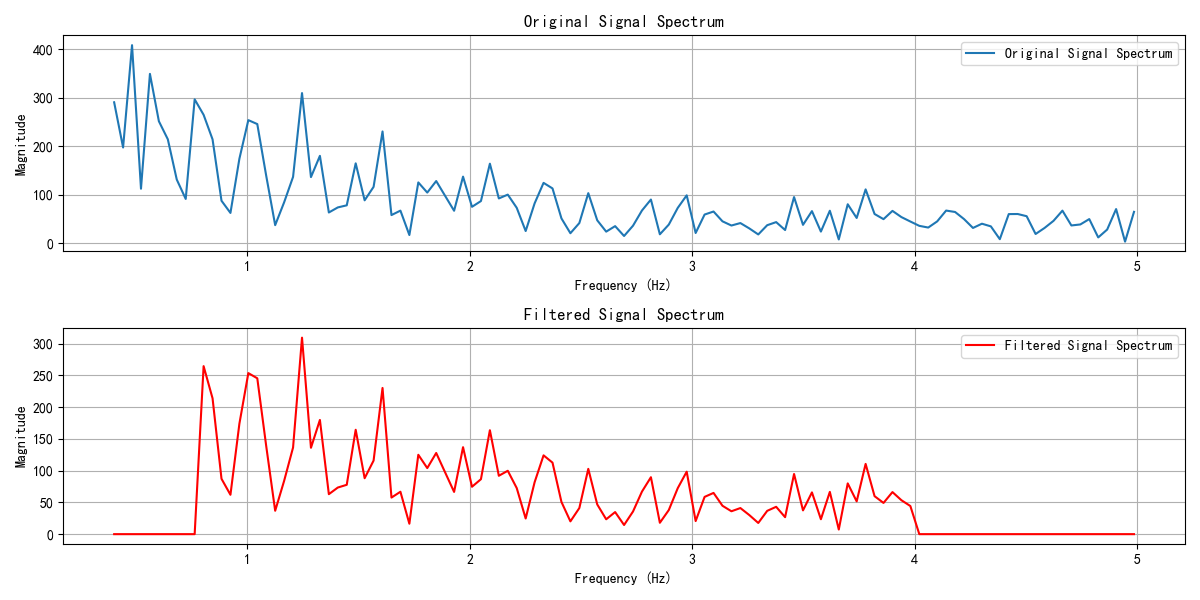 Original Signal Spectrum
Original Signal Spectrum
Magnitude
400
300
200
100
0
1 2 3 4 5
Frequency (Hz)
Filtered Signal Spectrum
Filtered Signal Spectrum
Magnitude
300
250
200
150
100
50
0
1 2 3 4 5
Frequency (Hz)